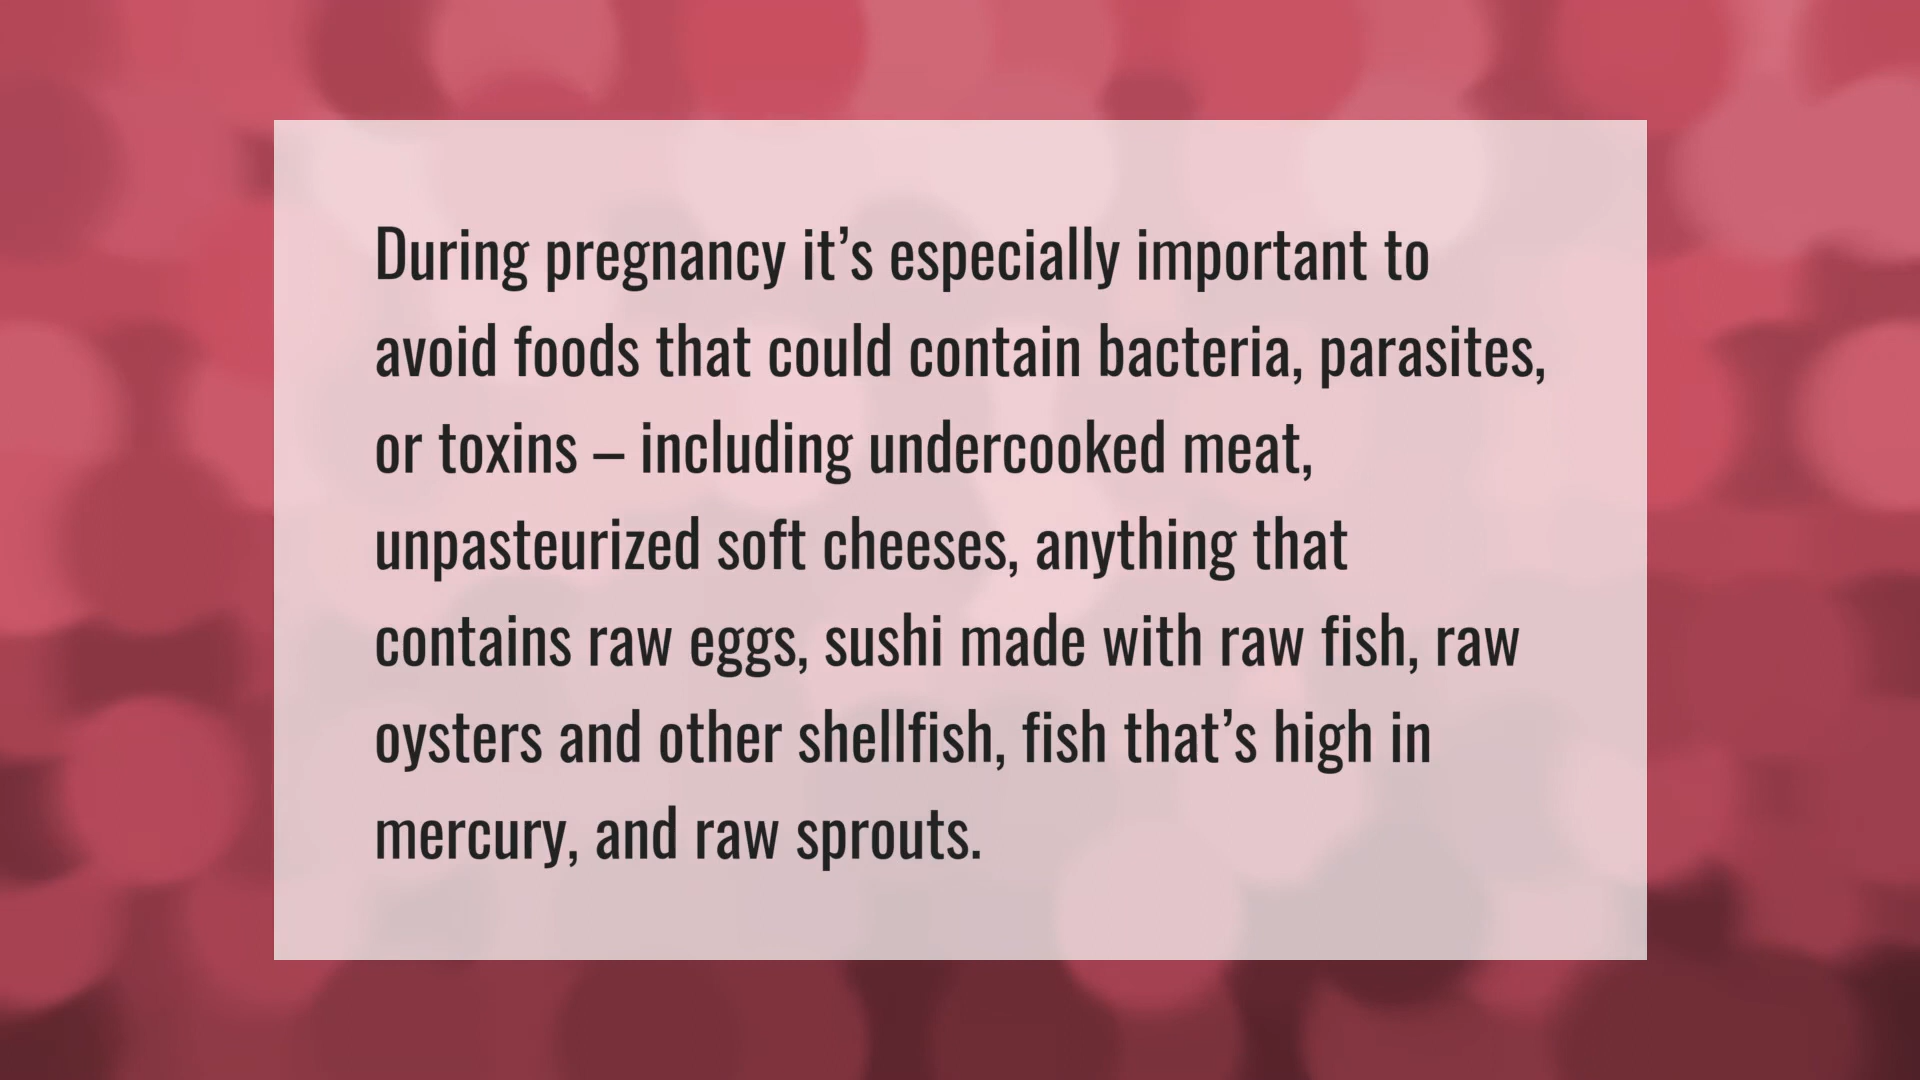 During pregnancy it’s especially important to
avoid foods that could contain bacteria, parasites,
or toxins – including undercooked meat,
unpasteurized soft cheeses, anything that
contains raw eggs, sushi made with raw fish, raw
oysters and other shellfish, fish that’s high in
mercury, and raw sprouts.